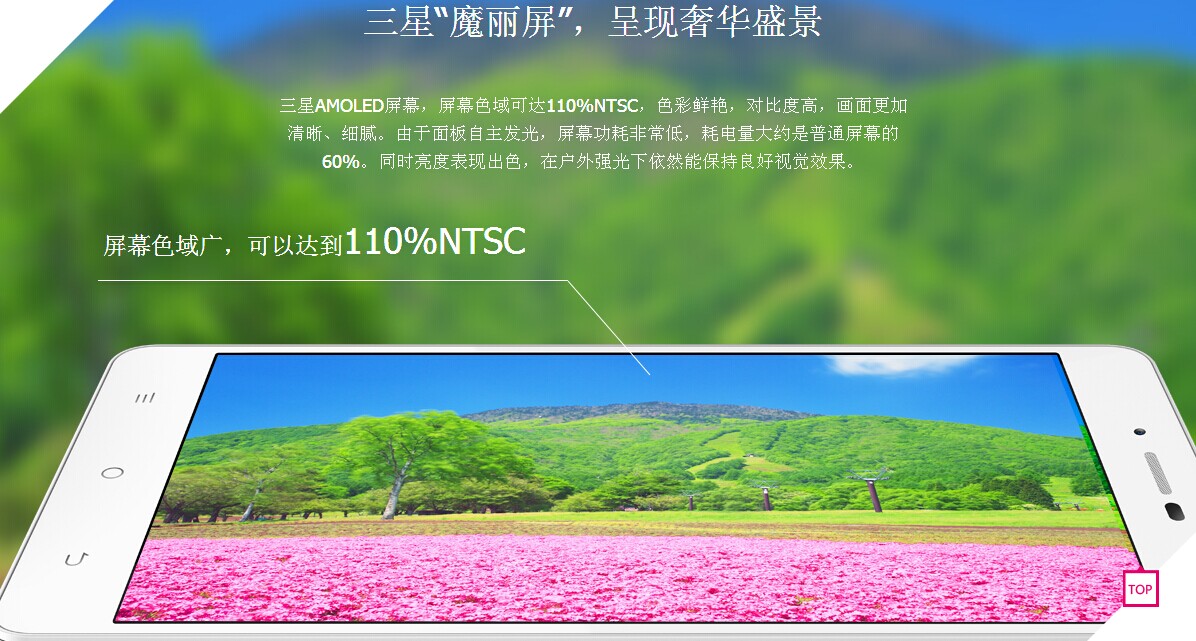 三星“魔丽屏”，呈现奢华盛景
三星AMOLED屏幕，屏幕色域可达110%NTSC，色彩鲜艳，对比度高，画面更加
清晰、细腻。由于面板自主发光，屏幕功耗非常低，耗电量大约是普通屏幕的
60%。同时亮度表现出色，在户外强光下依然能保持良好视觉效果。
屏幕色域广，可以达到110%NTSC
TOP